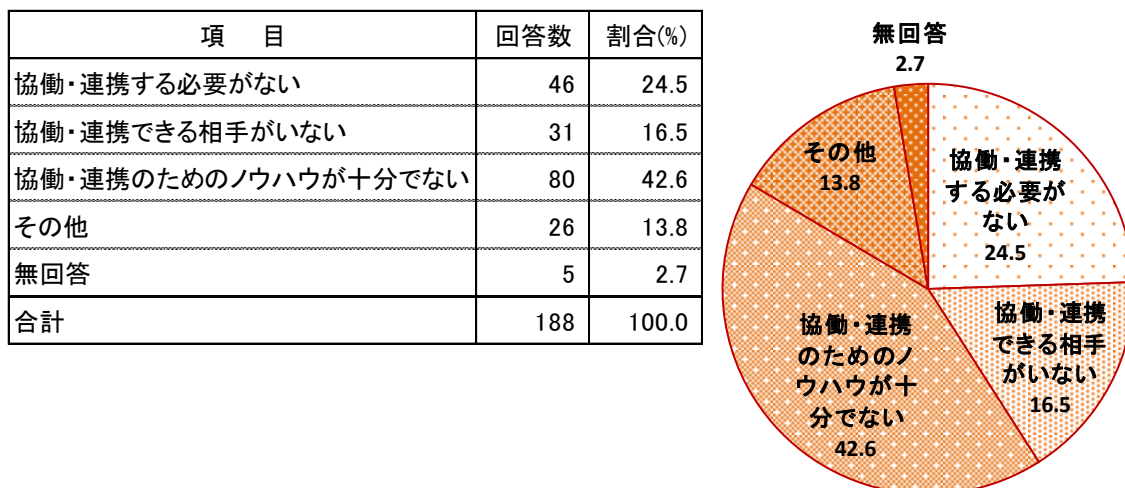 項　目 回答数 割合(%)
協働・連携する必要がない 46 24.5
協働・連携できる相手がいない 31 16.5
協働・連携のためのノウハウが十分でない 80 42.6
その他 26 13.8
無回答 5 2.7
合計 188 100.0
無回答
2.7
その他
13.8
協働・連携
する必要が
ない
24.5
協働・連携
できる相手
がいない
16.5
協働・連携
のためのノ
ウハウが十
分でない
42.6